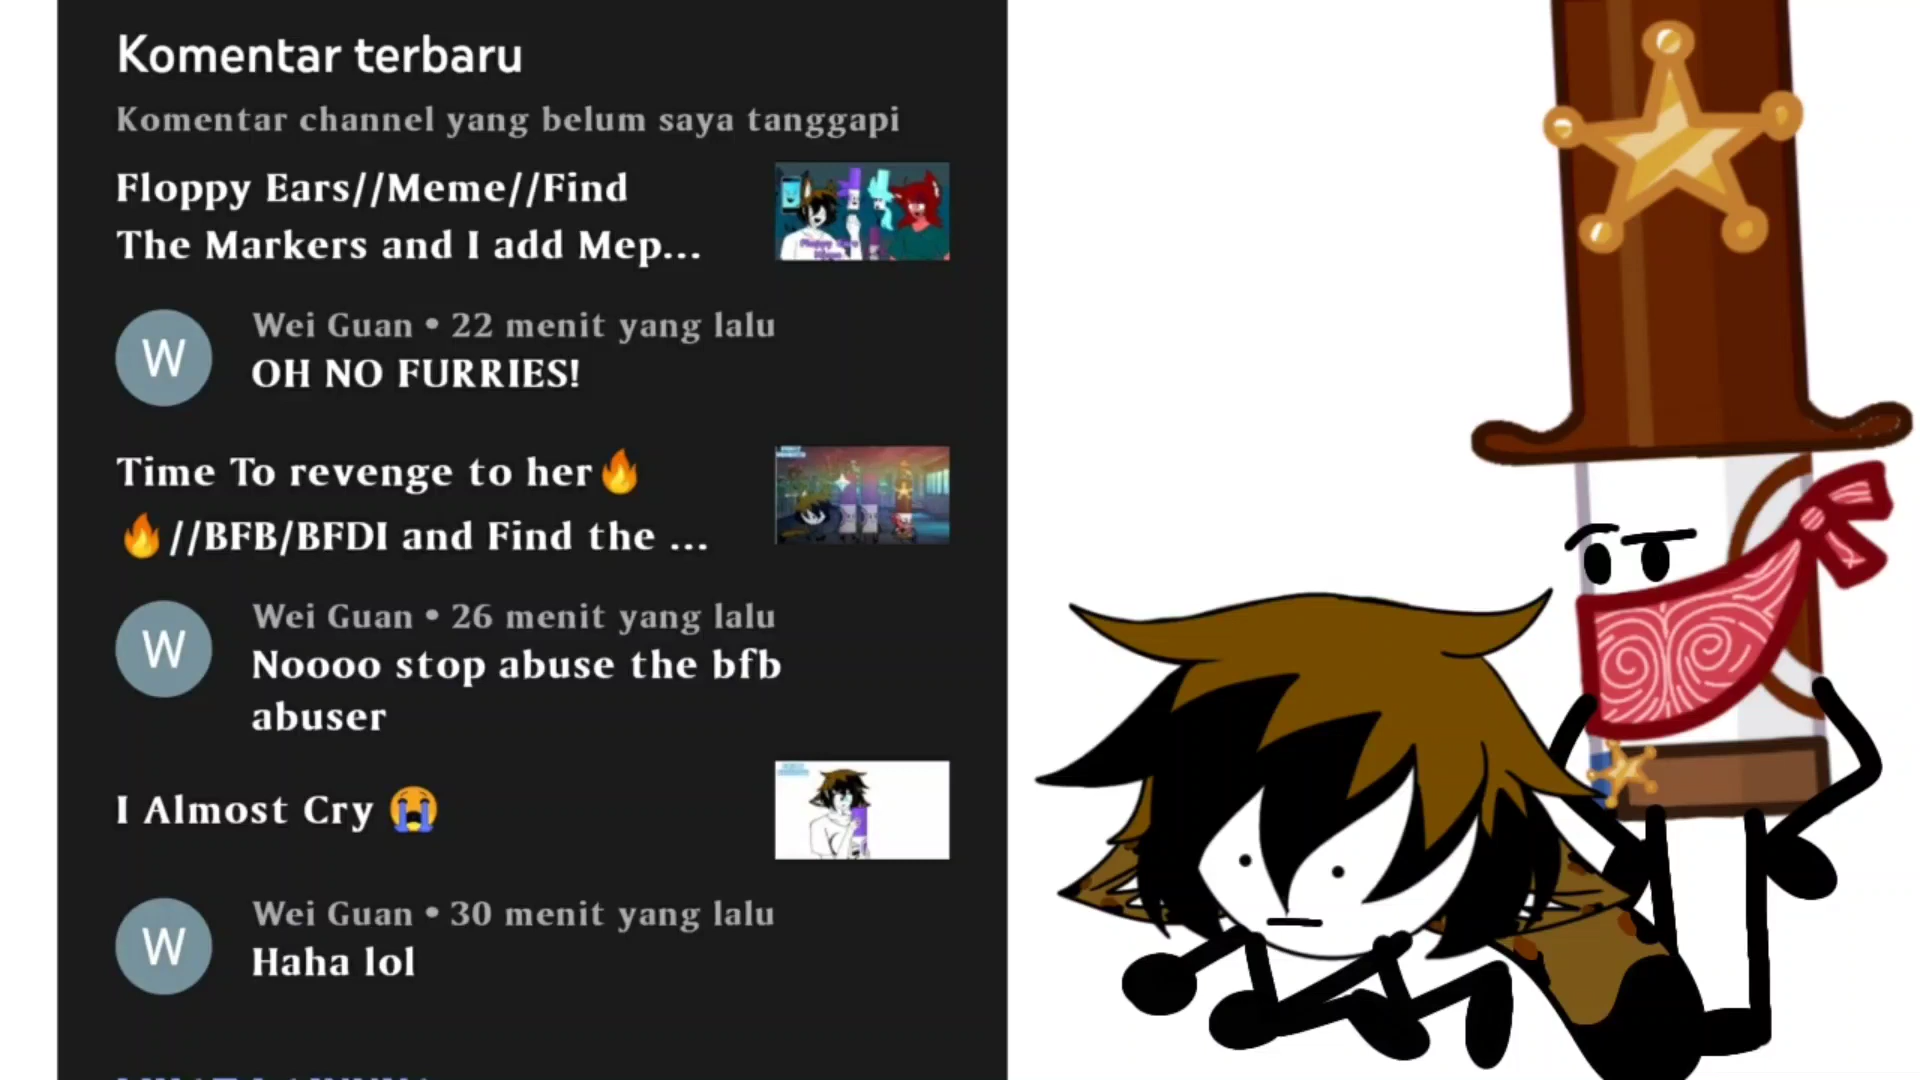 Komentar terbaru
Komentar channel yang belum saya tanggapi
Floppy Ears//Meme//Find
The Markers and I add Mep...
W
Wei Guan • 22 menit yang lalu
OH NO FURRIES!
Time To revenge to her🔥
🔥//BFB/BFDI and Find the ...
W
Wei Guan • 26 menit yang lalu
Noooo stop abuse the bfb
abuser
I Almost Cry 😭
W
Wei Guan • 30 menit yang lalu
Haha lol